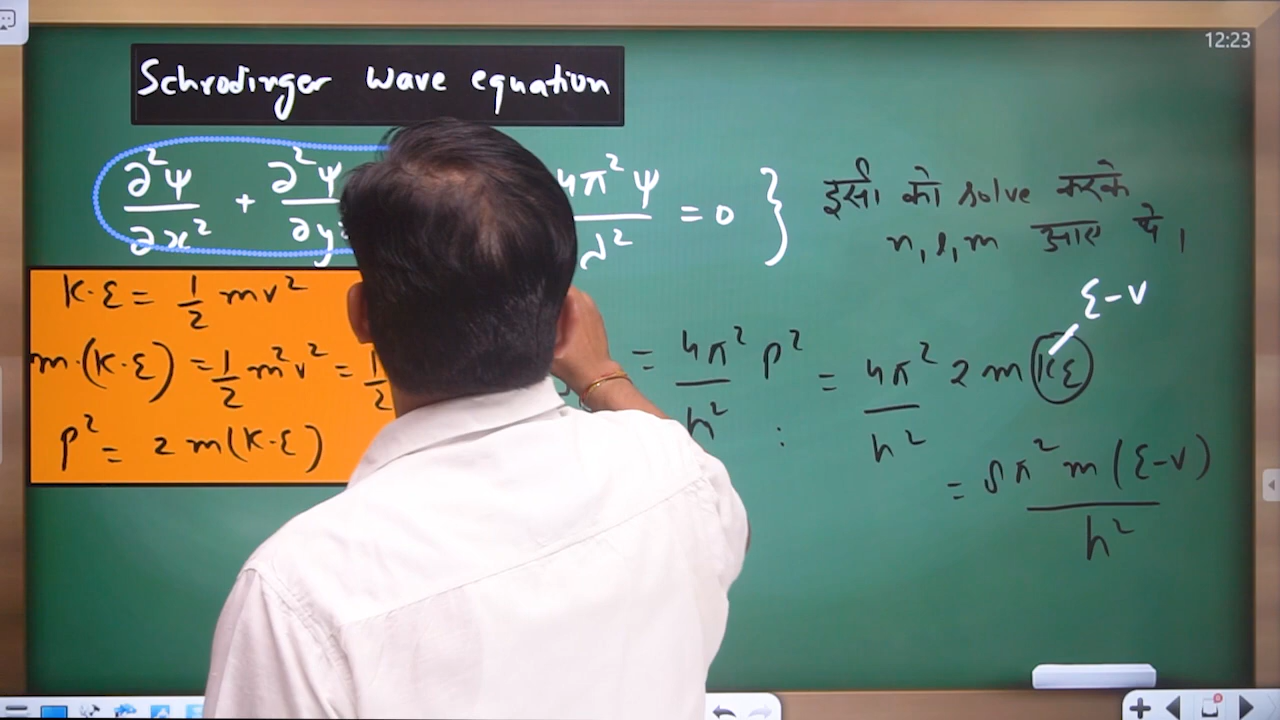 12:23
Schrodinger wave equation
∂²ψ/∂x² + ∂²ψ/∂y² 4π²ψ/λ² = 0 }
इसी को solve करके
n, l, m आए थे,
K.E = 1/2 mv²
E-V
m.(K.E) = 1/2 m²v² = 1/2
= 4π²/h² p² = 4π²/h² 2m KE
p² = 2m(K.E)
= 8π²m(E-V)/h²